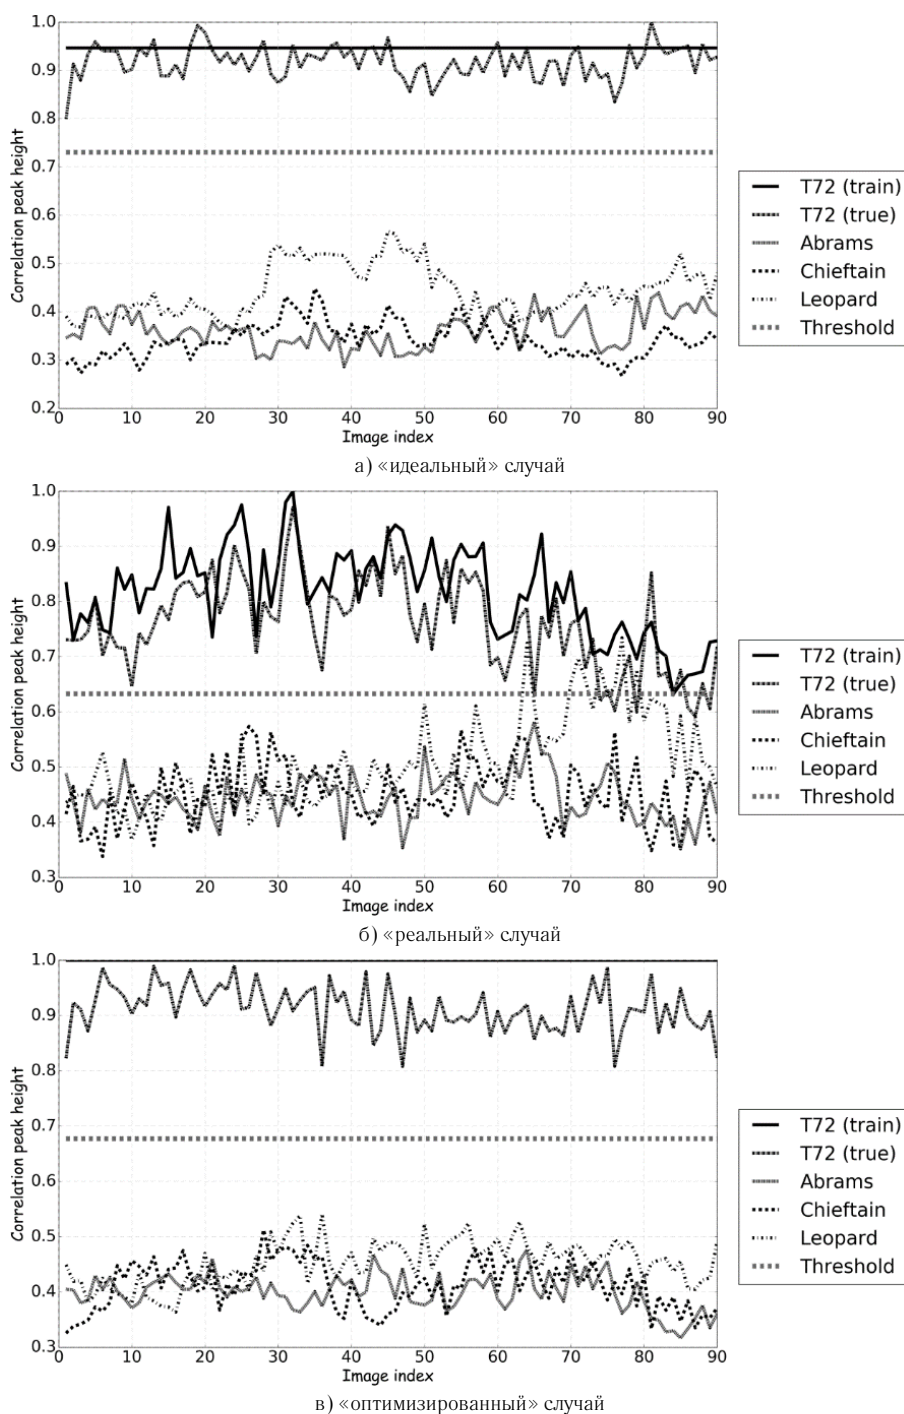 1.0
0.9
0.8
0.7
0.6
0.5
0.4
0.3
0.2
Correlation peak height
0 10 20 30 40 50 60 70 80 90
Image index
T72 (train)
T72 (true)
Abrams
Chieftain
Leopard
Threshold
а) «идеальный» случай
1.0
0.9
0.8
0.7
0.6
0.5
0.4
0.3
Correlation peak height
0 10 20 30 40 50 60 70 80 90
Image index
T72 (train)
T72 (true)
Abrams
Chieftain
Leopard
Threshold
б) «реальный» случай
1.0
0.9
0.8
0.7
0.6
0.5
0.4
0.3
Correlation peak height
0 10 20 30 40 50 60 70 80 90
Image index
T72 (train)
T72 (true)
Abrams
Chieftain
Leopard
Threshold
в) «оптимизированный» случай